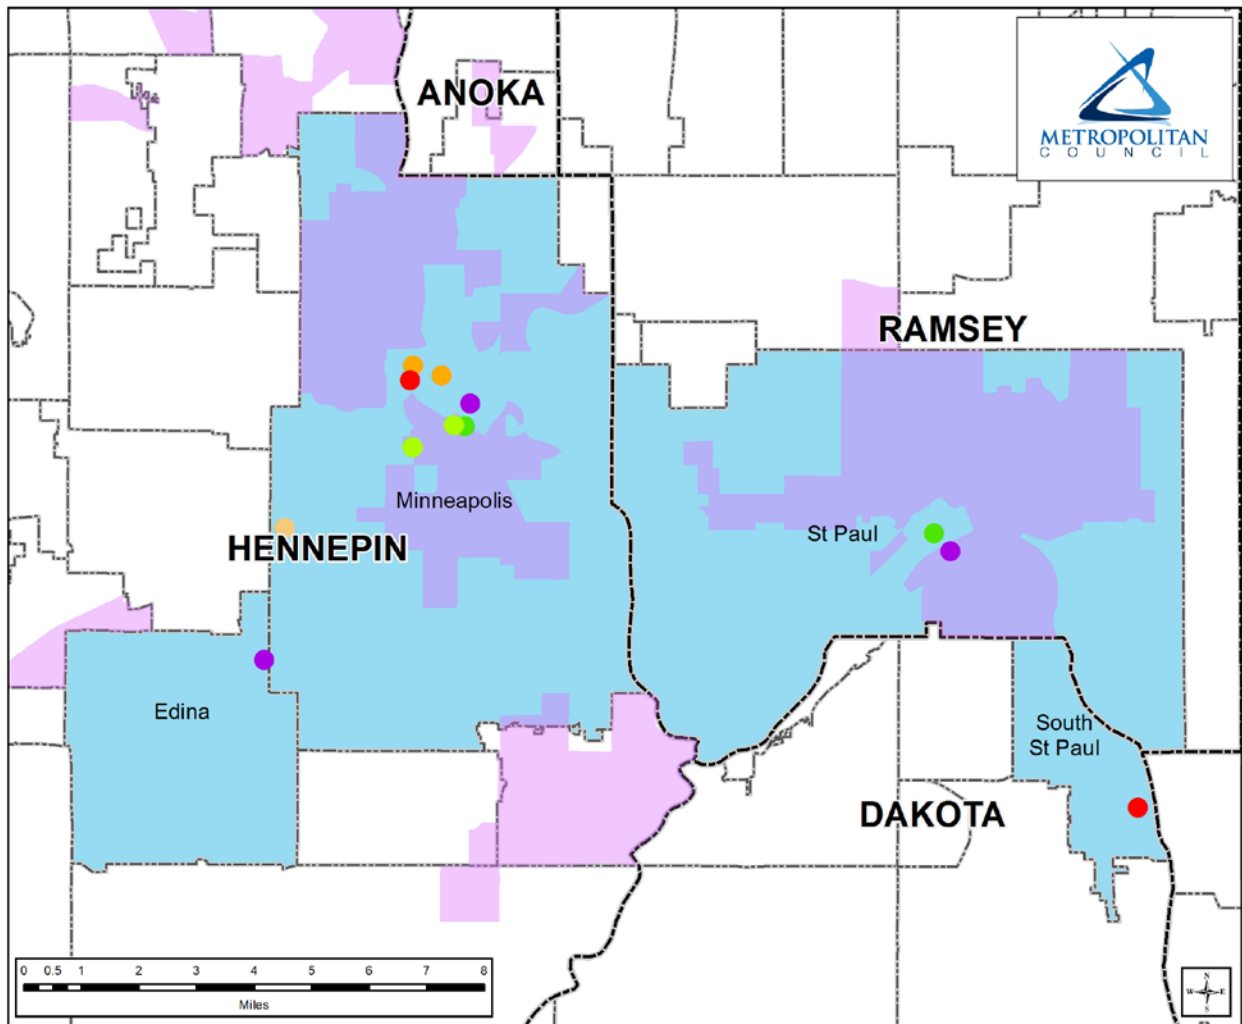 ANOKA
METROPOLITAN
COUNCIL
RAMSEY
Minneapolis
St Paul
HENNEPIN
Edina
South
St Paul
DAKOTA
0 0.5 1 2 3 4 5 6 7 8
Miles
N
W E
S